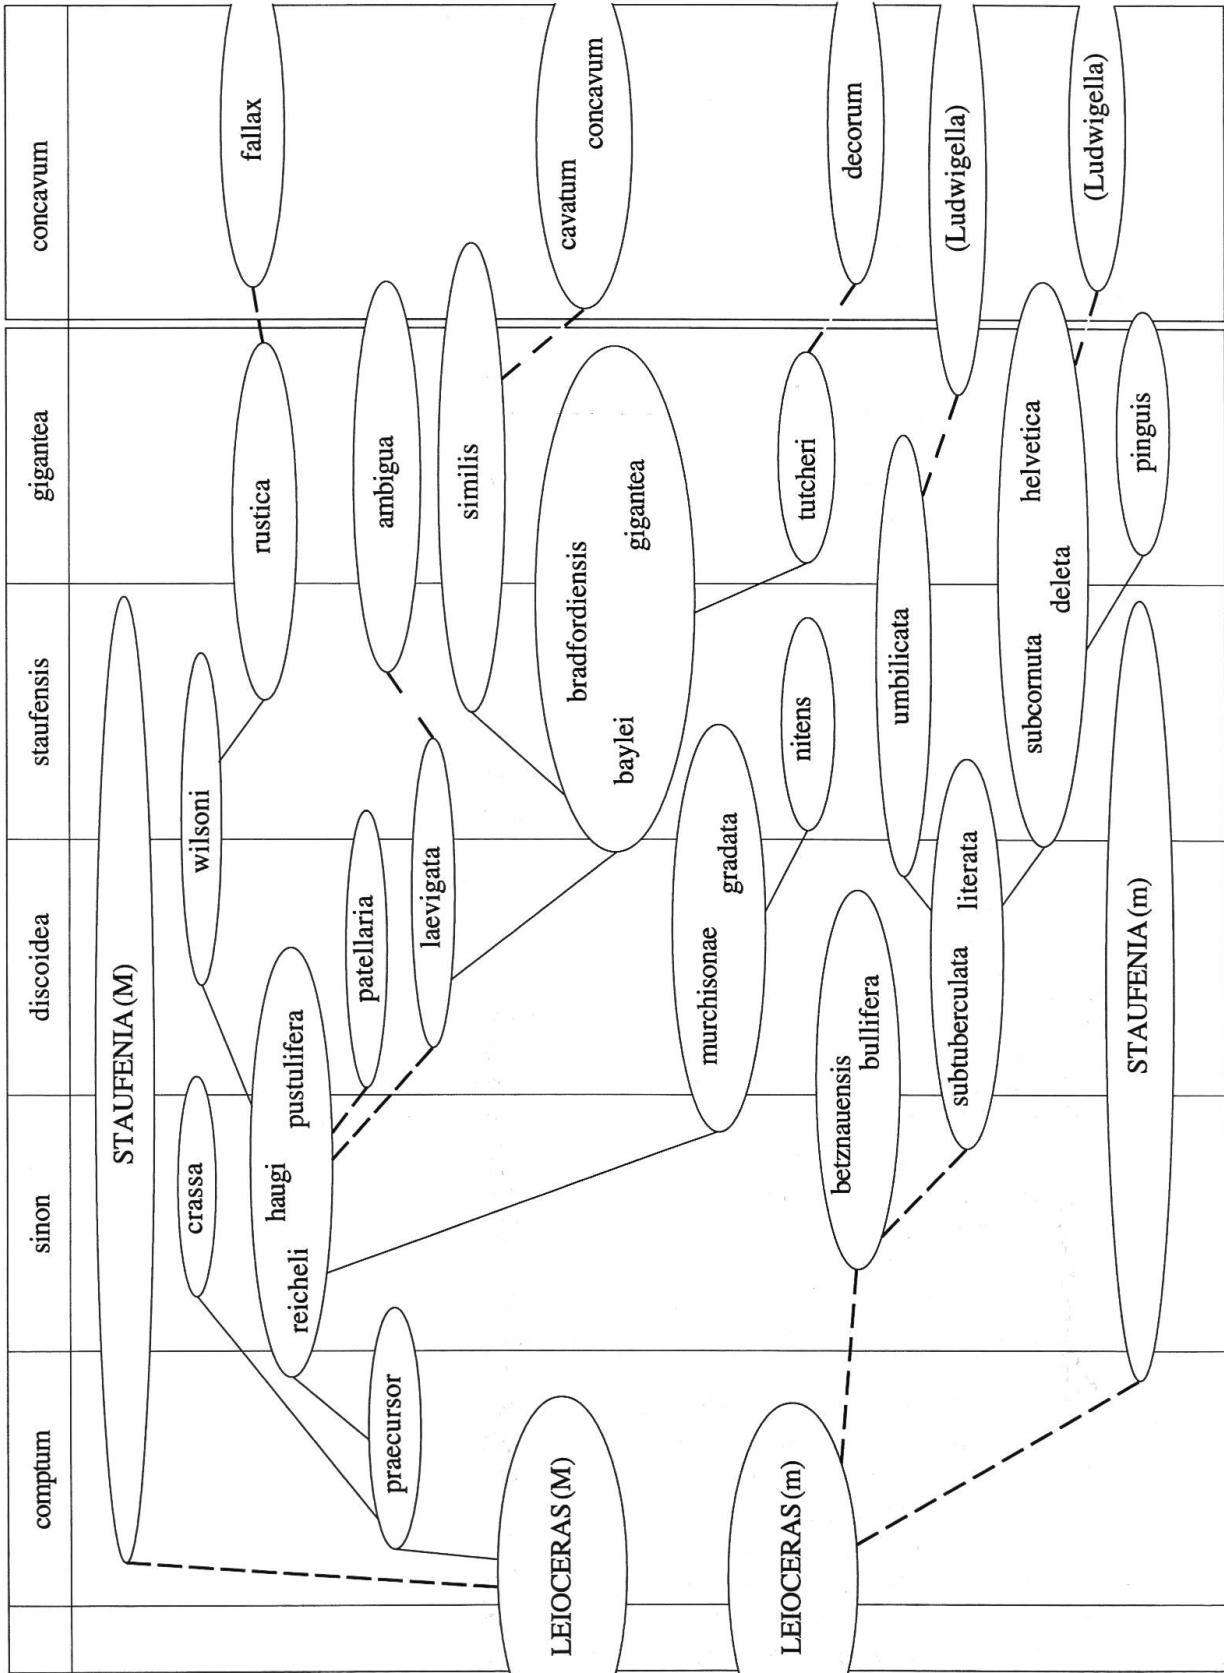 concavum
gigantea
staufensis
discoidea
sinon
comptum
fallax
concavum
cavatum
decorum
(Ludwigella)
(Ludwigella)
rustica
ambigua
similis
gigantea
bradfordiensis
baylei
tutcheri
helvetica
deleta
subcornuta
pinguis
wilsoni
nitens
umbilicata
STAUFENIA (M)
patellaria
laevigata
gradata
murchisonae
literata
subtuberculata
bullifera
betznauensis
STAUFENIA (m)
crassa
pustulifera
haugi
reicheli
praecursor
LEIOCERAS (M)
LEIOCERAS (m)